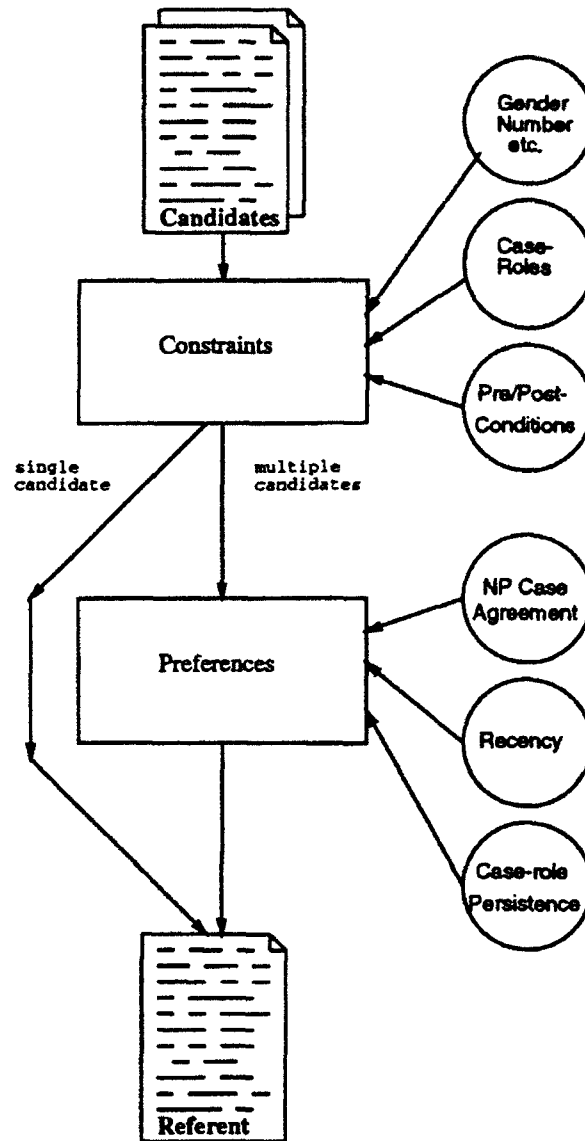 Candidates
Gender
Number
etc.
Case-
Roles
Constraints
Pre/Post-
Conditions
single
candidate
multiple
candidates
NP Case
Agreement
Preferences
Recency
Case-role
Persistence
Referent